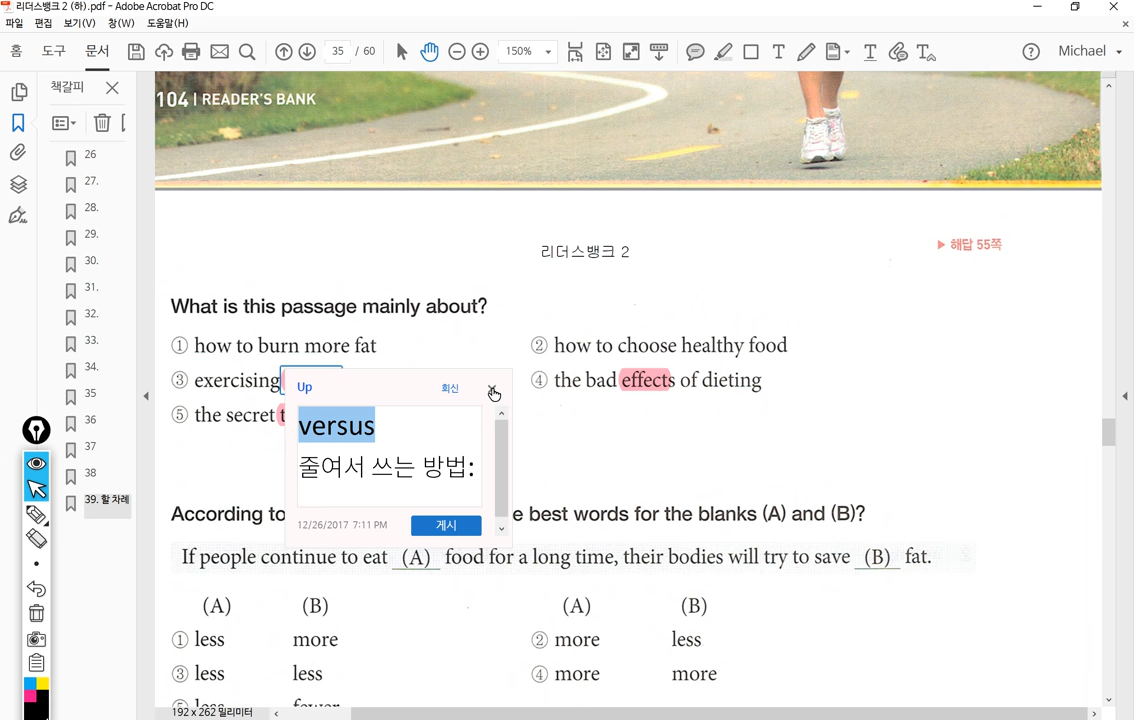 리더스뱅크 2 (하).pdf - Adobe Acrobat Pro DC
파일 편집 보기(V) 창(W) 도움말(H)
홈 도구 문서 35 / 60 150% Michael
책갈피
26
27.
28.
29.
30.
31.
32.
33.
34.
35
36
37
38
39. 할 차례
104 | READER'S BANK
리더스뱅크 2
▶ 해답 55쪽
What is this passage mainly about?
① how to burn more fat ② how to choose healthy food
③ exercising ④ the bad effects of dieting
⑤ the secret t
Up 회신
versus
줄여서 쓰는 방법:
12/26/2017 7:11 PM 게시
According to e best words for the blanks (A) and (B)?
If people continue to eat (A) food for a long time, their bodies will try to save (B) fat.
(A) (B) (A) (B)
① less more ② more less
③ less less ④ more more
⑤ less fewer
192 x 262 밀리미터